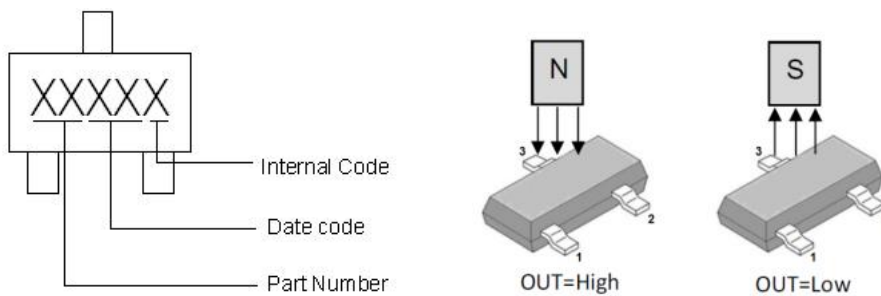 XXXXX
Internal Code
Date code
Part Number
N
3
2
1
OUT=High
S
3
1
OUT=Low